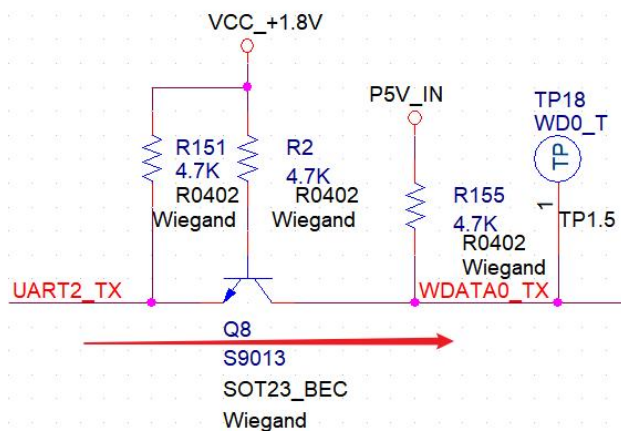 VCC_+1.8V
P5V_IN
TP18
WD0_T
TP
1
TP1.5
R151
4.7K
R0402
Wiegand
R2
4.7K
R0402
Wiegand
R155
4.7K
R0402
Wiegand
UART2_TX
WDATA0_TX
Q8
S9013
SOT23_BEC
Wiegand